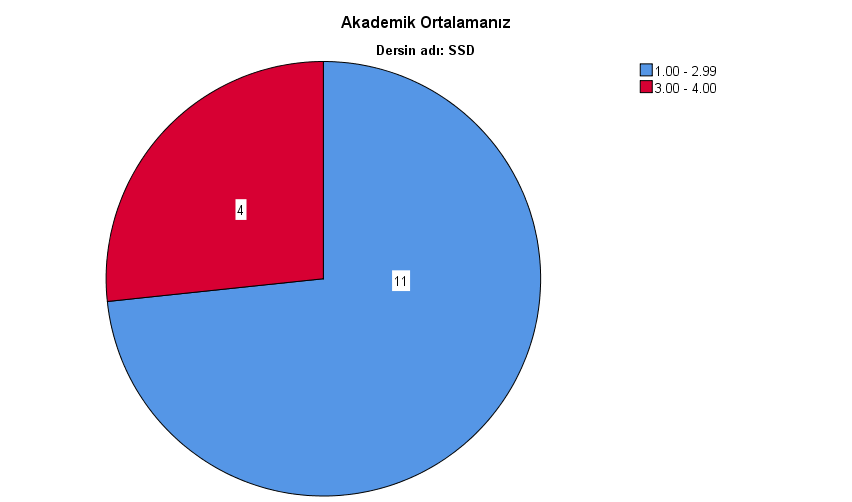 Akademik Ortalamanız
Dersin adı: SSD
1.00 - 2.99
3.00 - 4.00
4
11